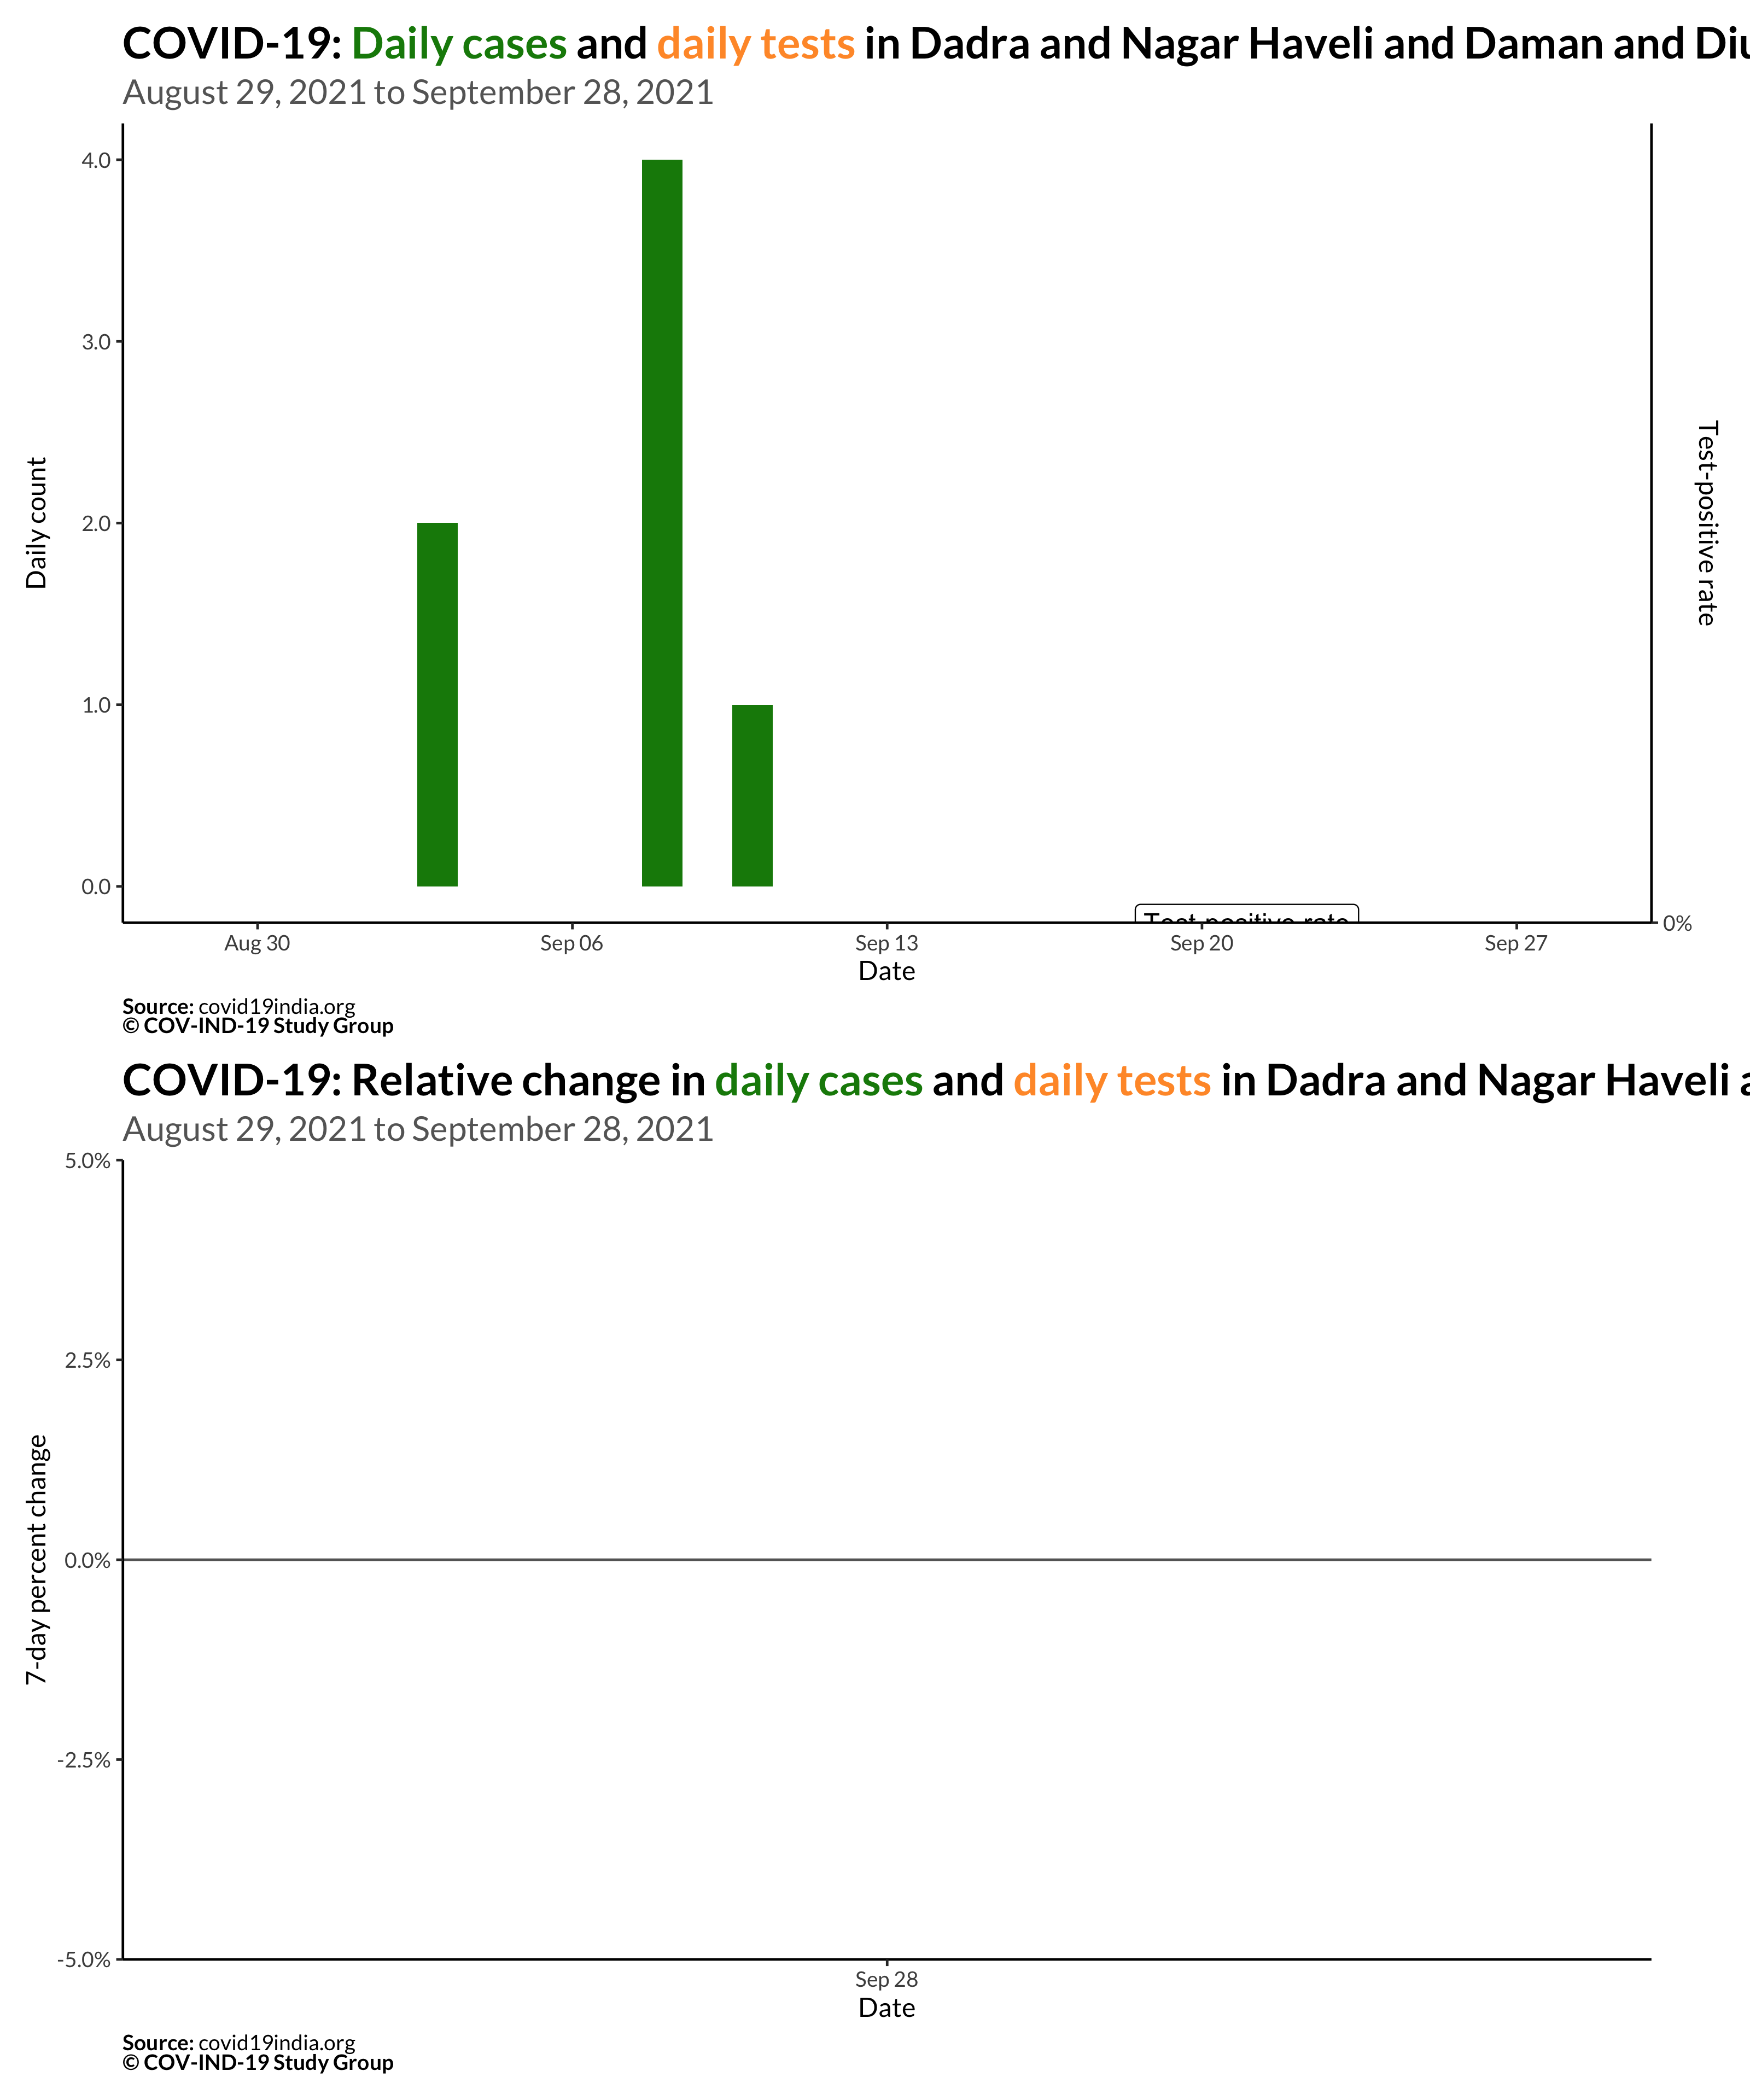 COVID-19: Daily cases and daily tests in Dadra and Nagar Haveli and Daman and Diu
August 29, 2021 to September 28, 2021
4.0
3.0
2.0
1.0
0.0
Daily count
Test-positive rate
Test-positive rate
0%
Aug 30 Sep 06 Sep 13 Sep 20 Sep 27
Date
Source: covid19india.org
© COV-IND-19 Study Group
COVID-19: Relative change in daily cases and daily tests in Dadra and Nagar Haveli a
August 29, 2021 to September 28, 2021
5.0%
2.5%
0.0%
-2.5%
-5.0%
7-day percent change
Sep 28
Date
Source: covid19india.org
© COV-IND-19 Study Group